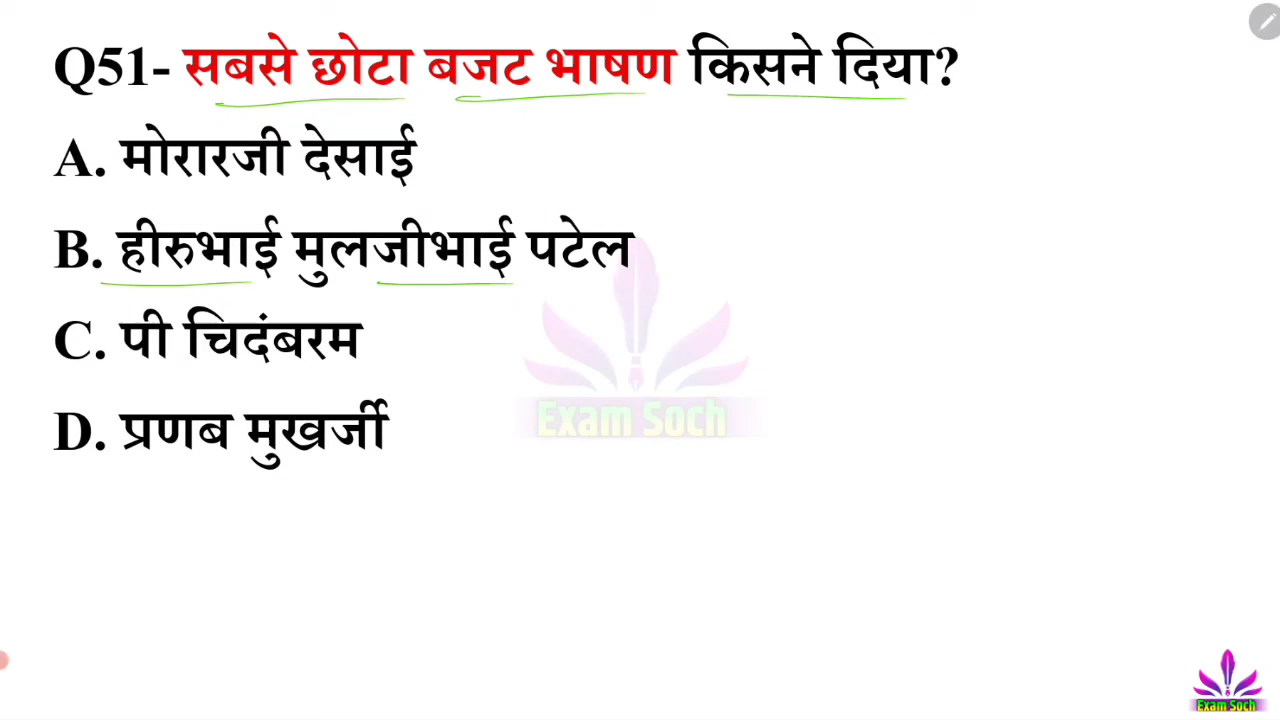 Q51- सबसे छोटा बजट भाषण किसने दिया?
A. मोरारजी देसाई
B. हीरुभाई मुलजीभाई पटेल
C. पी चिदंबरम
D. प्रणब मुखर्जी
Exam Soch
Exam Soch